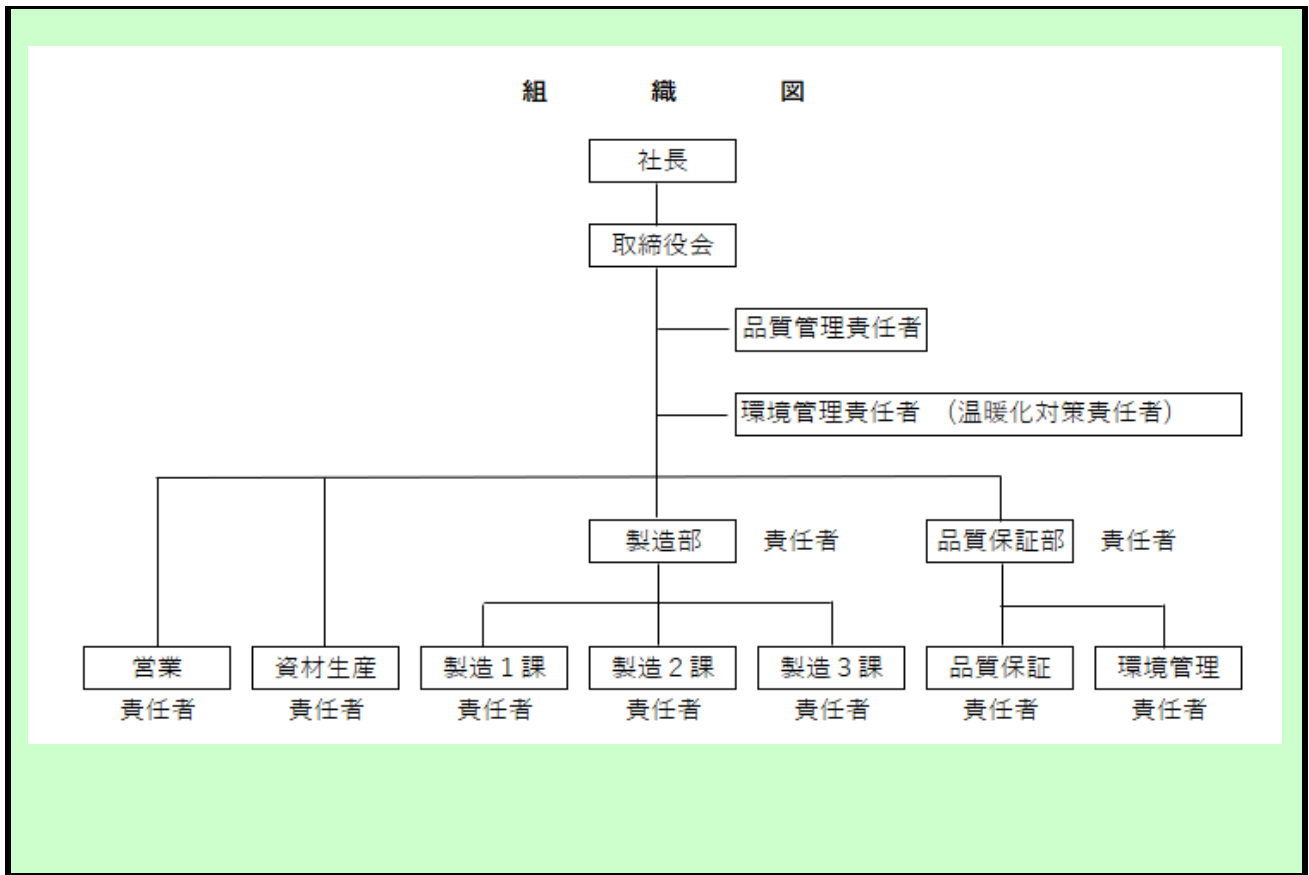 組 織 図
社長
取締役会
品質管理責任者
環境管理責任者 （温暖化対策責任者）
製造部 責任者 品質保証部 責任者
営業 資材生産 製造１課 製造２課 製造３課 品質保証 環境管理
責任者 責任者 責任者 責任者 責任者 責任者 責任者